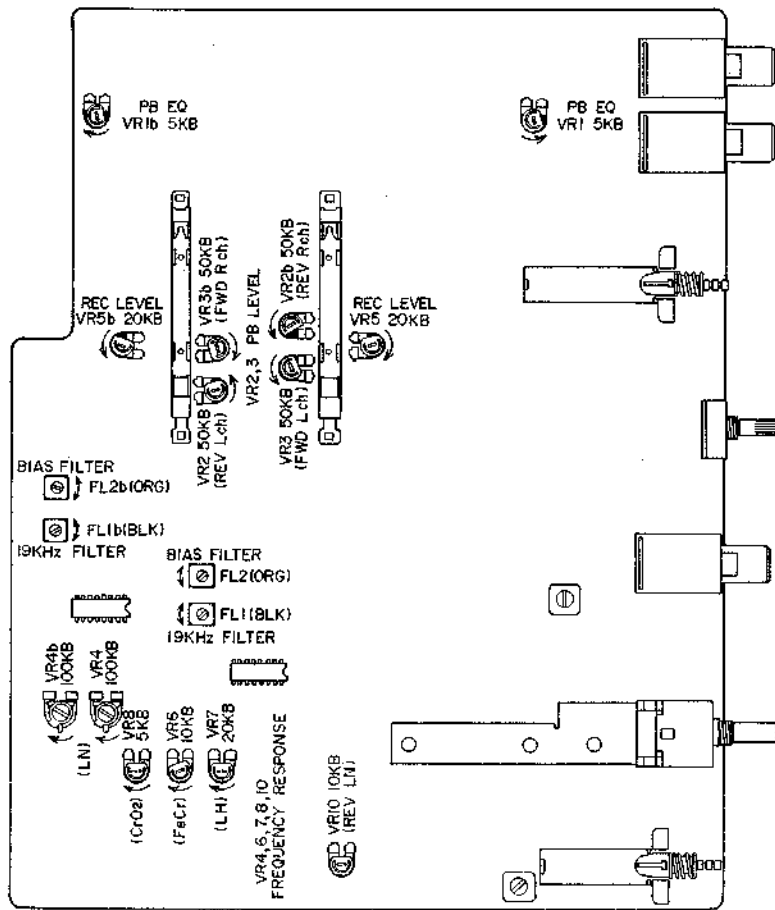 PB EQ
VR1b 5KB
PB EQ
VR1 5KB
REC LEVEL
VR5b 20KB
VR3b 50KB
(FWD Rch)
VR2,3 PB LEVEL
VR2b 50KB
(REV Rch)
REC LEVEL
VR5 20KB
VR2 50KB
(REV Lch)
VR3 50KB
(FWD Lch)
BIAS FILTER
FL2b(ORG)
FL1b(BLK)
19KHz FILTER
BIAS FILTER
FL2(ORG)
FL1(BLK)
19KHz FILTER
VR4b
100KB
VR4
100KB
(LN)
VR8
5KB
(CrO2)
VR6
10KB
(FeCr)
VR7
20KB
(LH)
VR4,6,7,8,10
FREQUENCY RESPONSE
VR10 10KB
(REV LN)